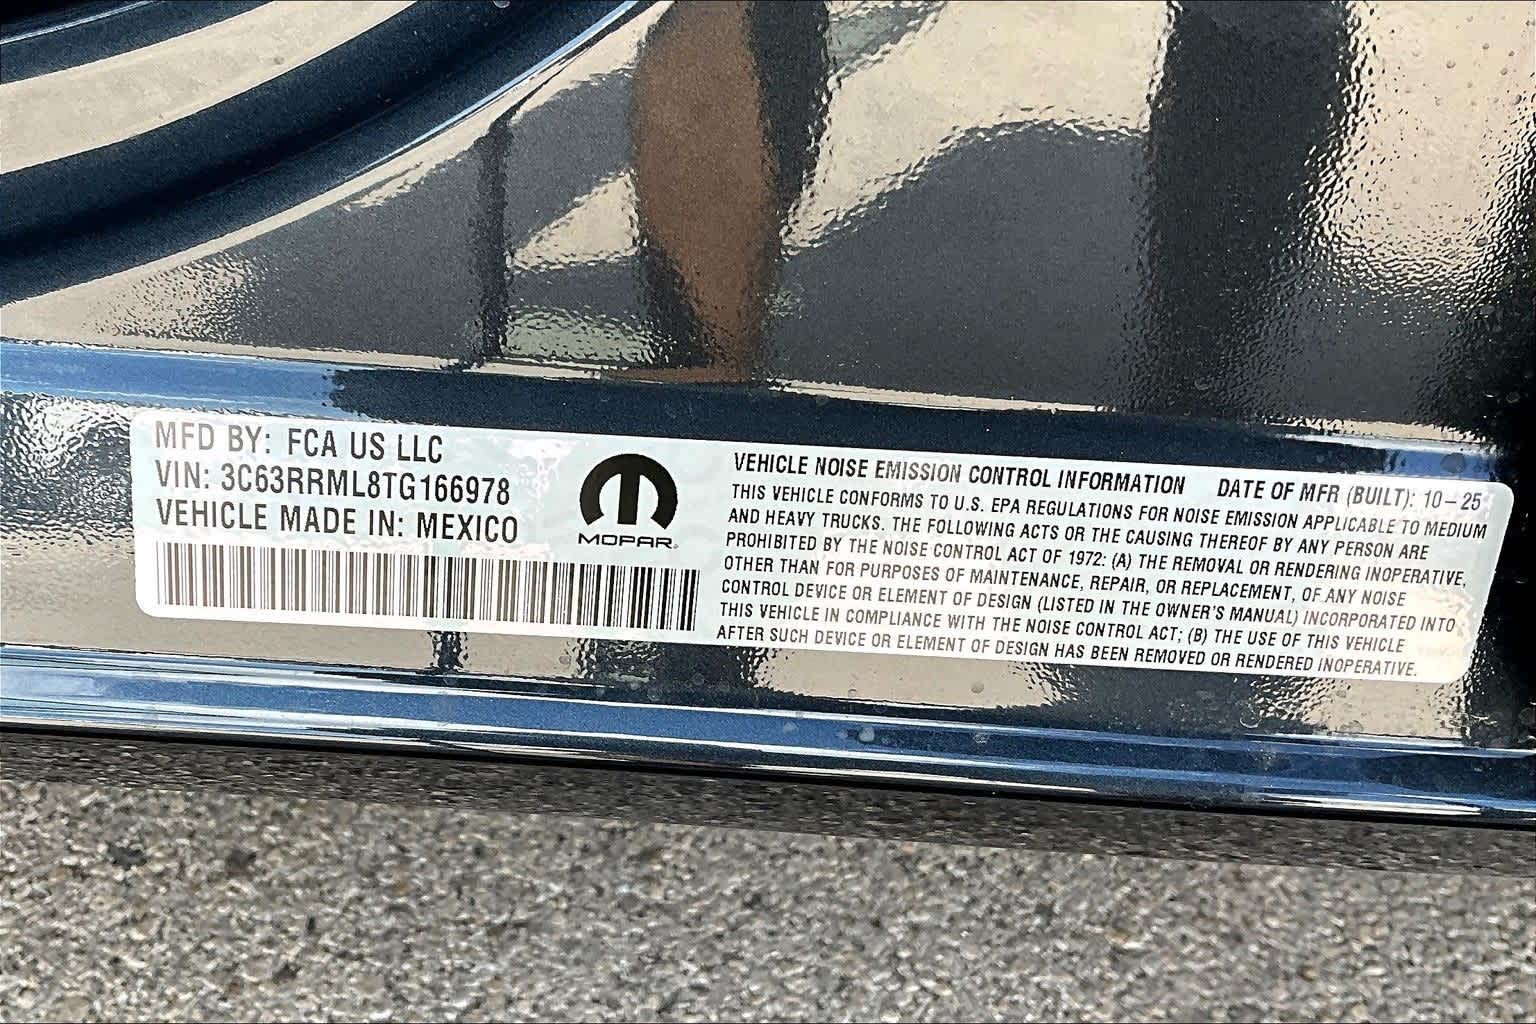 MFD BY: FCA US LLC
VIN: 3C63RRML8TG166978
VEHICLE MADE IN: MEXICO
MOPAR®
VEHICLE NOISE EMISSION CONTROL INFORMATION DATE OF MFR (BUILT): 10-25
THIS VEHICLE CONFORMS TO U.S. EPA REGULATIONS FOR NOISE EMISSION APPLICABLE TO MEDIUM
AND HEAVY TRUCKS. THE FOLLOWING ACTS OR THE CAUSING THEREOF BY ANY PERSON ARE
PROHIBITED BY THE NOISE CONTROL ACT OF 1972: (A) THE REMOVAL OR RENDERING INOPERATIVE,
OTHER THAN FOR PURPOSES OF MAINTENANCE, REPAIR, OR REPLACEMENT, OF ANY NOISE
CONTROL DEVICE OR ELEMENT OF DESIGN (LISTED IN THE OWNER'S MANUAL) INCORPORATED INTO
THIS VEHICLE IN COMPLIANCE WITH THE NOISE CONTROL ACT; (B) THE USE OF THIS VEHICLE
AFTER SUCH DEVICE OR ELEMENT OF DESIGN HAS BEEN REMOVED OR RENDERED INOPERATIVE.